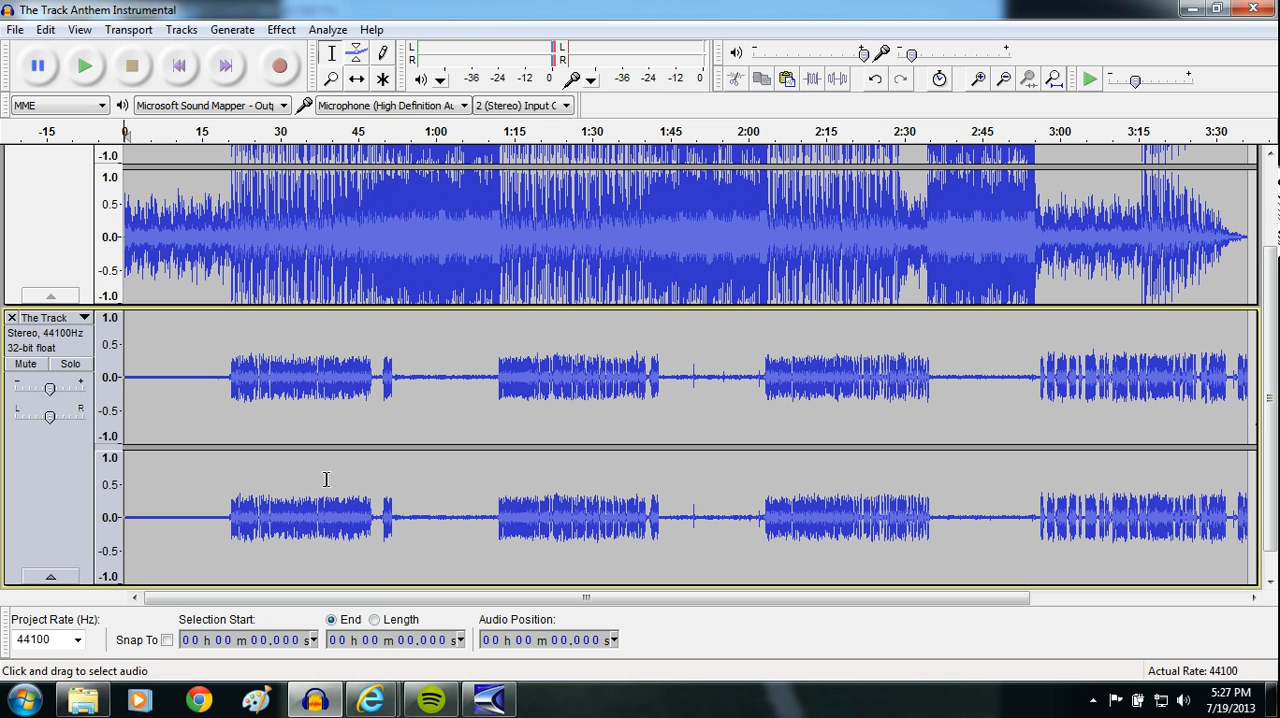 The Track Anthem Instrumental
File Edit View Transport Tracks Generate Effect Analyze Help
L R L R
-36 -24 -12 0 -36 -24 -12 0
MME Microsoft Sound Mapper - Outp Microphone (High Definition Au 2 (Stereo) Input C
-15 0 15 30 45 1:00 1:15 1:30 1:45 2:00 2:15 2:30 2:45 3:00 3:15 3:30
-1.0
1.0
0.5
0.0
-0.5
-1.0
The Track 1.0
Stereo, 44100Hz
32-bit float 0.5
Mute Solo
- + 0.0
L R -0.5
-1.0
1.0
0.5
0.0
-0.5
-1.0
Project Rate (Hz): Selection Start: End Length Audio Position:
44100 Snap To 00 h 00 m 00.000 s 00 h 00 m 00.000 s 00 h 00 m 00.000 s
Click and drag to select audio Actual Rate: 44100
5:27 PM
7/19/2013